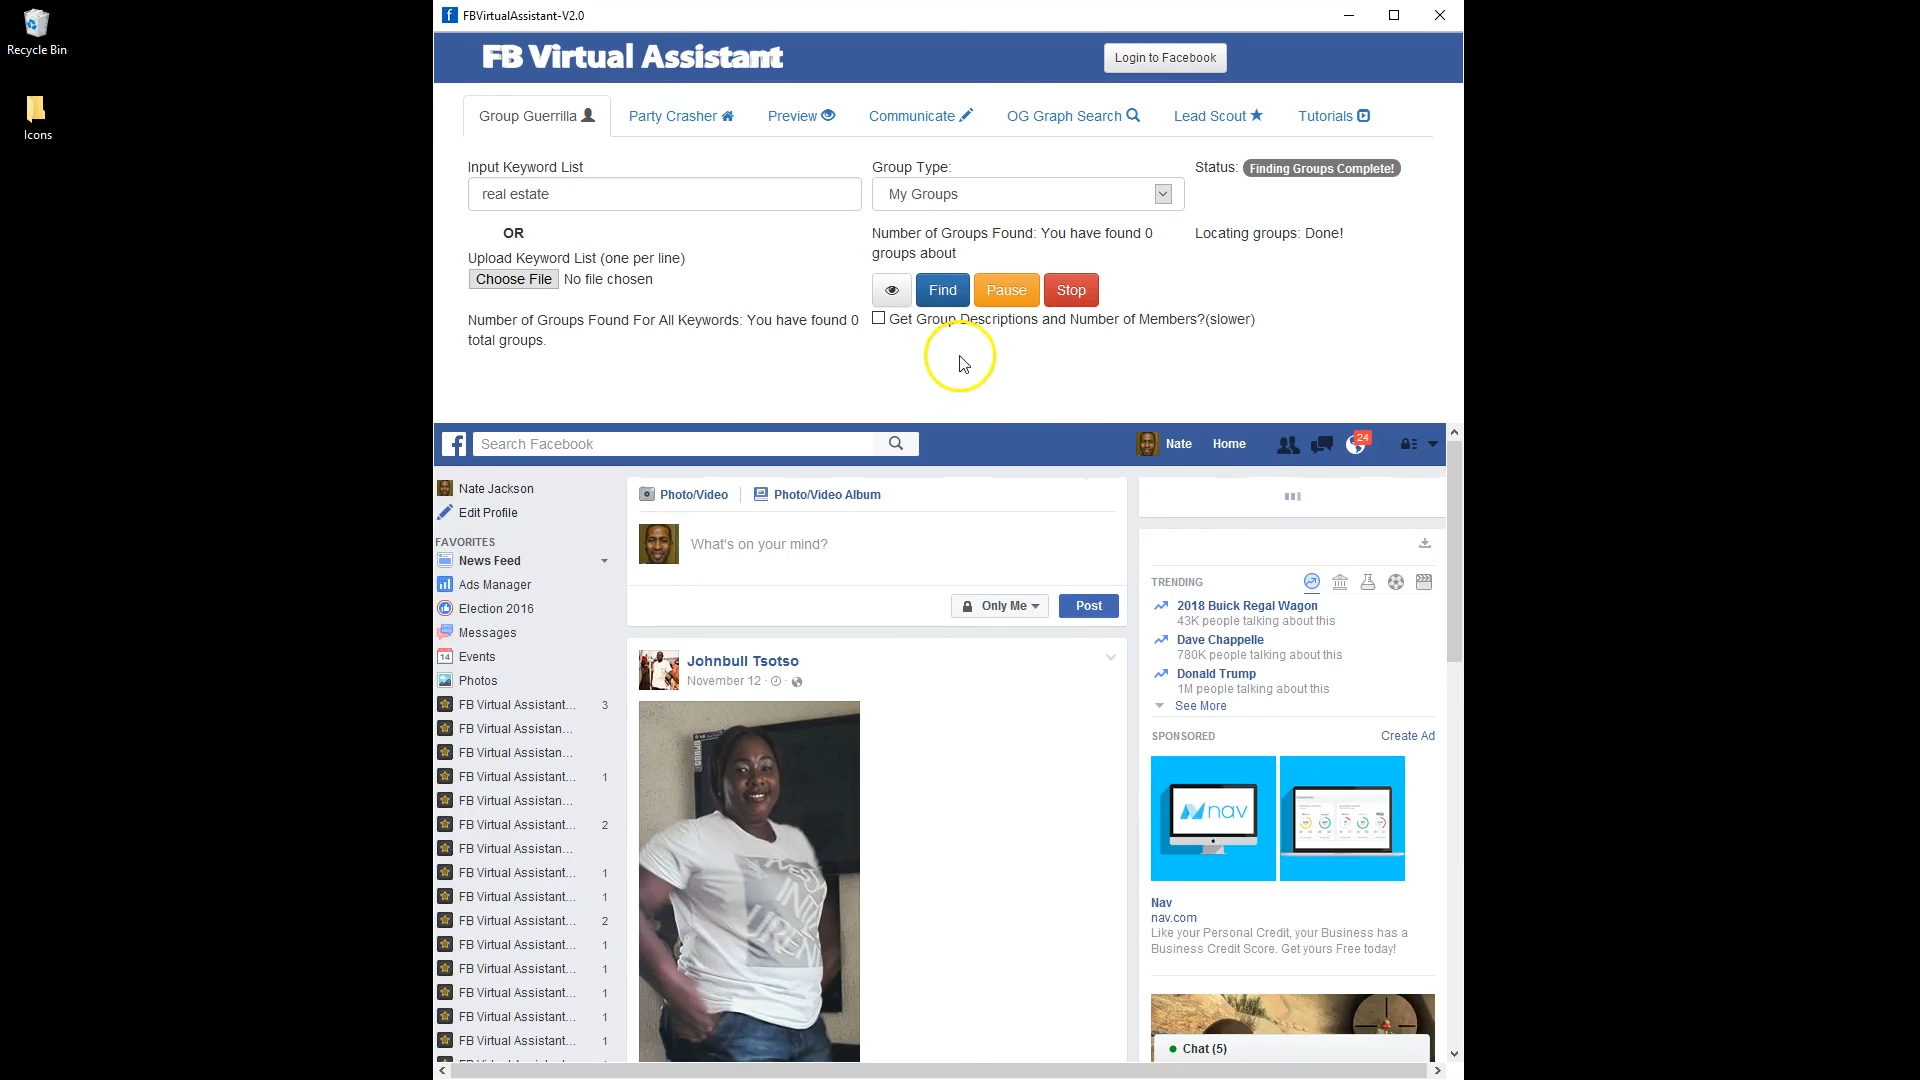 Recycle Bin
Icons
FBVirtualAssistant-V2.0
FB Virtual Assistant
Login to Facebook
Group Guerrilla
Party Crasher
Preview
Communicate
OG Graph Search
Lead Scout
Tutorials
Input Keyword List
real estate
OR
Upload Keyword List (one per line)
Choose File No file chosen
Number of Groups Found For All Keywords: You have found 0
total groups.
Group Type:
My Groups
Number of Groups Found: You have found 0
groups about
Find
Pause
Stop
Get Group Descriptions and Number of Members?(slower)
Status: Finding Groups Complete!
Locating groups: Done!
Search Facebook
Nate
Home
24
Nate Jackson
Edit Profile
FAVORITES
News Feed
Ads Manager
Election 2016
Messages
14 Events
Photos
FB Virtual Assistant... 3
FB Virtual Assistan...
FB Virtual Assistan...
FB Virtual Assistant... 1
FB Virtual Assistan...
FB Virtual Assistant... 2
FB Virtual Assistan...
FB Virtual Assistant... 1
FB Virtual Assistant... 1
FB Virtual Assistant... 2
FB Virtual Assistant... 1
FB Virtual Assistant... 1
FB Virtual Assistant... 1
FB Virtual Assistant... 1
FB Virtual Assistant... 1
Photo/Video
Photo/Video Album
What's on your mind?
Only Me
Post
Johnbull Tsotso
November 12
TRENDING
2018 Buick Regal Wagon
43K people talking about this
Dave Chappelle
780K people talking about this
Donald Trump
1M people talking about this
See More
SPONSORED
Create Ad
nav
Nav
nav.com
Like your Personal Credit, your Business has a
Business Credit Score. Get yours Free today!
Chat (5)